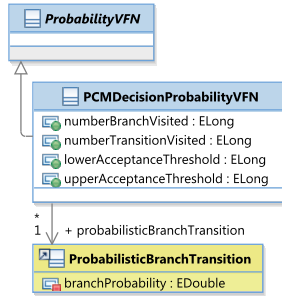 ProbabilityVFN
PCMDecisionProbabilityVFN
numberBranchVisited : ELong
numberTransitionVisited : ELong
lowerAcceptanceThreshold : ELong
upperAcceptanceThreshold : ELong
*
1 + probabilisticBranchTransition
ProbabilisticBranchTransition
branchProbability : EDouble